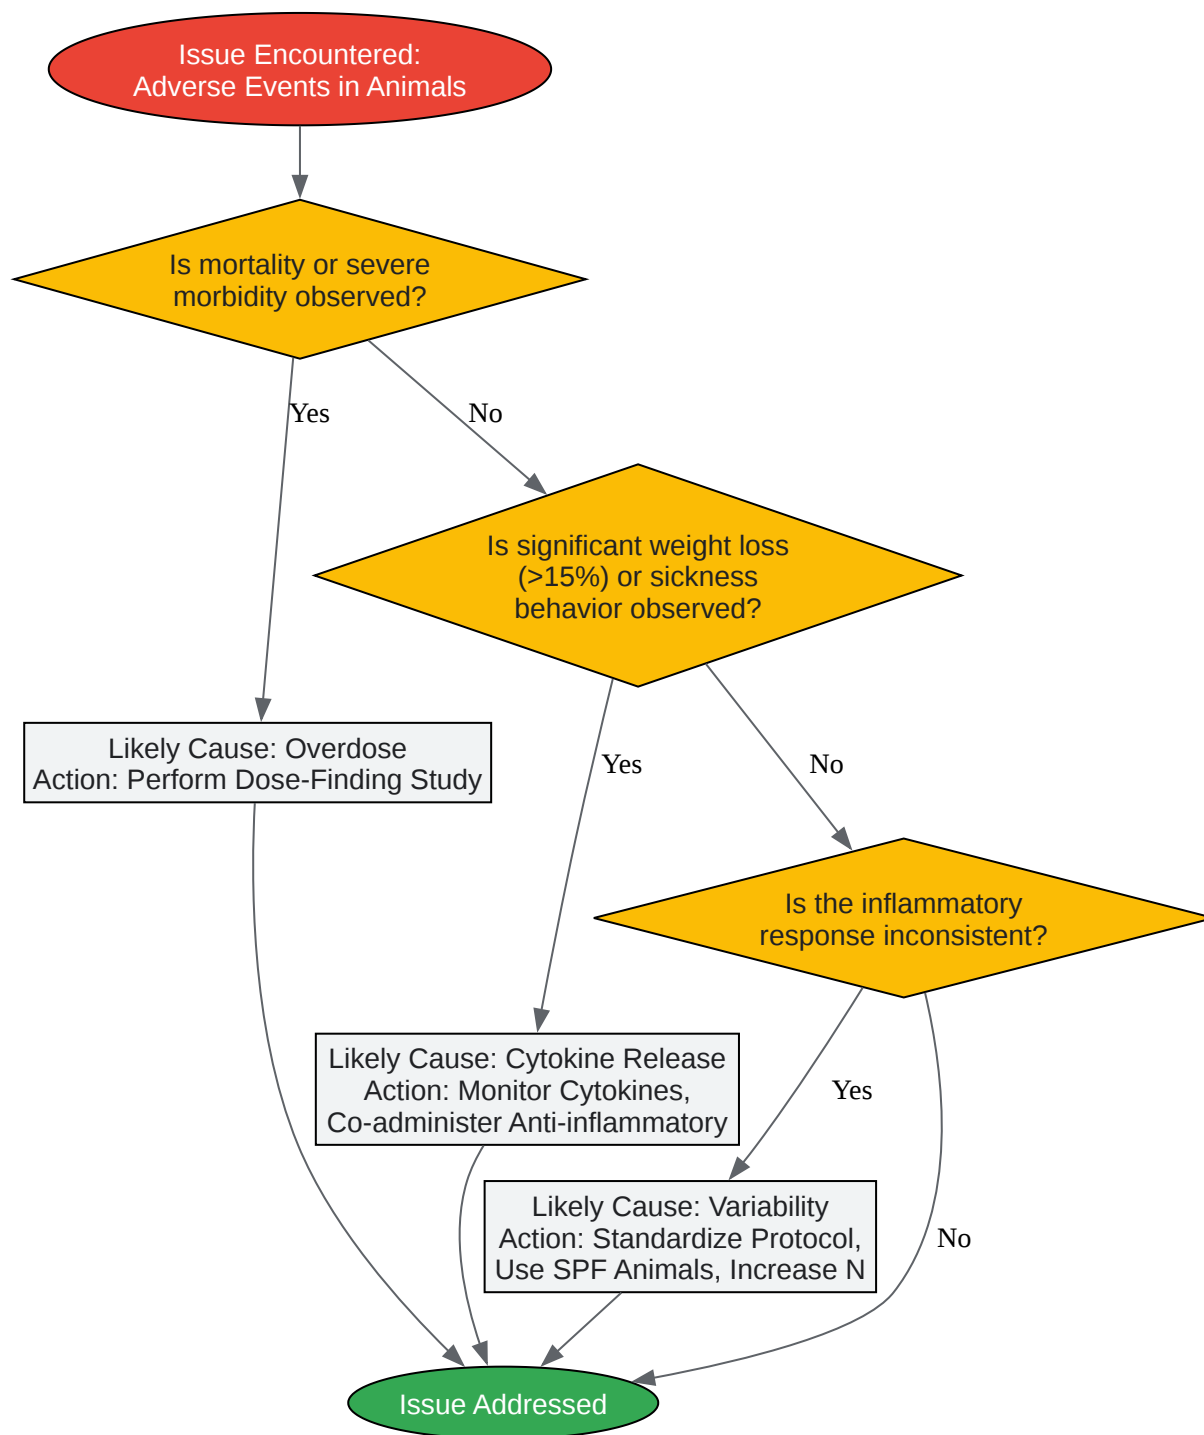 Issue Encountered:
Adverse Events in Animals
Is mortality or severe
morbidity observed?
Yes
No
Is significant weight loss
(>15%) or sickness
behavior observed?
Likely Cause: Overdose
Action: Perform Dose-Finding Study
Yes
No
Is the inflammatory
response inconsistent?
Likely Cause: Cytokine Release
Action: Monitor Cytokines,
Co-administer Anti-inflammatory
Yes
Likely Cause: Variability
Action: Standardize Protocol,
Use SPF Animals, Increase N
No
Issue Addressed